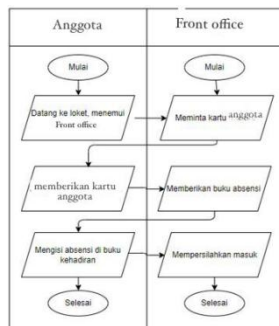 Anggota
Front office
Mulai
Mulai
Datang ke loket, menemui
Front office
Meminta kartu anggota
memberikan kartu
anggota
Memberikan buku absensi
Mengisi absensi di buku
kehadiran
Mempersilahkan masuk
Selesai
Selesai